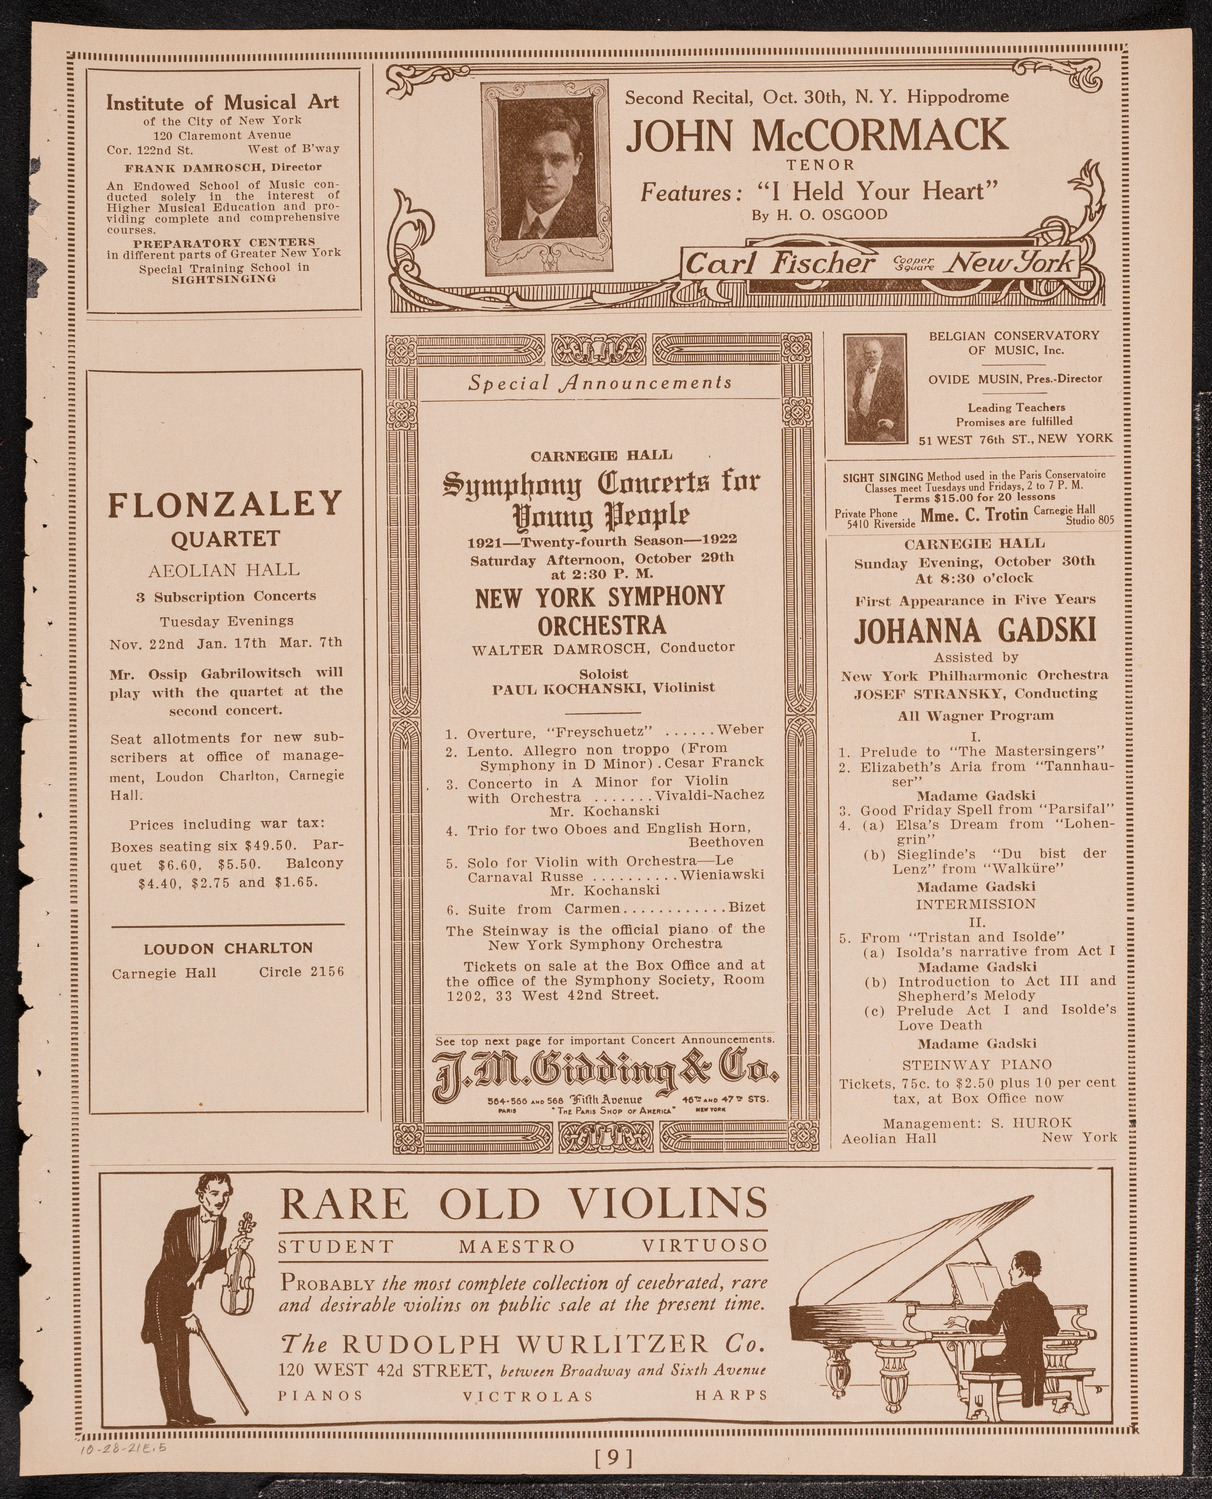 Institute of Musical Art
of the City of New York
120 Claremont Avenue
Cor. 122nd St. West of B'way
FRANK DAMROSCH, Director
An Endowed School of Music con-
ducted solely in the interest of
Higher Musical Education and pro-
viding complete and comprehensive
courses.
PREPARATORY CENTERS
in different parts of Greater New York
Special Training School in
SIGHTSINGING
Second Recital, Oct. 30th, N. Y. Hippodrome
JOHN McCORMACK
TENOR
Features: "I Held Your Heart"
By H. O. OSGOOD
Carl Fischer Cooper Square New York
FLONZALEY
QUARTET
AEOLIAN HALL
3 Subscription Concerts
Tuesday Evenings
Nov. 22nd Jan. 17th Mar. 7th
Mr. Ossip Gabrilowitsch will
play with the quartet at the
second concert.
Seat allotments for new sub-
scribers at office of manage-
ment, Loudon Charlton, Carnegie
Hall.
Prices including war tax:
Boxes seating six $49.50. Par-
quet $6.60, $5.50. Balcony
$4.40, $2.75 and $1.65.
LOUDON CHARLTON
Carnegie Hall Circle 2156
Special Announcements
CARNEGIE HALL
Symphony Concerts for
Young People
1921—Twenty-fourth Season—1922
Saturday Afternoon, October 29th
at 2:30 P. M.
NEW YORK SYMPHONY
ORCHESTRA
WALTER DAMROSCH, Conductor
Soloist
PAUL KOCHANSKI, Violinist
1. Overture, "Freyschuetz" ......Weber
2. Lento. Allegro non troppo (From
Symphony in D Minor).Cesar Franck
3. Concerto in A Minor for Violin
with Orchestra .......Vivaldi-Nachez
Mr. Kochanski
4. Trio for two Oboes and English Horn,
Beethoven
5. Solo for Violin with Orchestra—Le
Carnaval Russe ..........Wieniawski
Mr. Kochanski
6. Suite from Carmen............Bizet
The Steinway is the official piano of the
New York Symphony Orchestra
Tickets on sale at the Box Office and at
the office of the Symphony Society, Room
1202, 33 West 42nd Street.
See top next page for important Concert Announcements.
J.M. Gidding & Co.
564-566 AND 568 Fifth Avenue 46TH AND 47TH STS.
PARIS "THE PARIS SHOP OF AMERICA" NEW YORK
BELGIAN CONSERVATORY
OF MUSIC, Inc.
OVIDE MUSIN, Pres.-Director
Leading Teachers
Promises are fulfilled
51 WEST 76th ST., NEW YORK
SIGHT SINGING Method used in the Paris Conservatoire
Classes meet Tuesdays und Fridays, 2 to 7 P. M.
Terms $15.00 for 20 lessons
Private Phone 5410 Riverside Mme. C. Trotin Carnegie Hall Studio 805
CARNEGIE HALL
Sunday Evening, October 30th
At 8:30 o'clock
First Appearance in Five Years
JOHANNA GADSKI
Assisted by
New York Philharmonic Orchestra
JOSEF STRANSKY, Conducting
All Wagner Program
I.
1. Prelude to "The Mastersingers"
2. Elizabeth's Aria from "Tannhau-
ser"
Madame Gadski
3. Good Friday Spell from "Parsifal"
4. (a) Elsa's Dream from "Lohen-
grin"
(b) Sieglinde's "Du bist der
Lenz" from "Walküre"
Madame Gadski
INTERMISSION
II.
5. From "Tristan and Isolde"
(a) Isolda's narrative from Act I
Madame Gadski
(b) Introduction to Act III and
Shepherd's Melody
(c) Prelude Act I and Isolde's
Love Death
Madame Gadski
STEINWAY PIANO
Tickets, 75c. to $2.50 plus 10 per cent
tax, at Box Office now
Management: S. HUROK
Aeolian Hall New York
RARE OLD VIOLINS
STUDENT MAESTRO VIRTUOSO
PROBABLY the most complete collection of celebrated, rare
and desirable violins on public sale at the present time.
The RUDOLPH WURLITZER Co.
120 WEST 42d STREET, between Broadway and Sixth Avenue
PIANOS VICTROLAS HARPS
10-28-21E.5
[ 9 ]